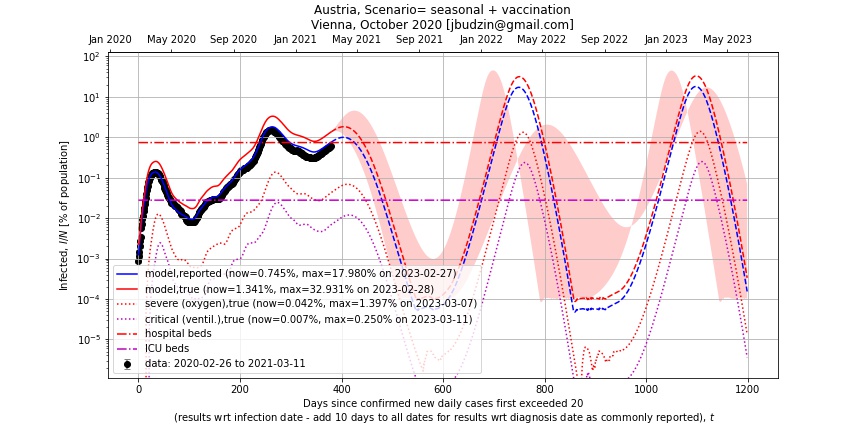 Austria, Scenario= seasonal + vaccination
Vienna, October 2020 [jbudzin@gmail.com]
Jan 2020 May 2020 Sep 2020 Jan 2021 May 2021 Sep 2021 Jan 2022 May 2022 Sep 2022 Jan 2023 May 2023
10²
10¹
10⁰
10⁻¹
10⁻²
10⁻³
10⁻⁴
10⁻⁵
Infected, I/N [% of population]
model,reported (now=0.745%, max=17.980% on 2023-02-27)
model,true (now=1.341%, max=32.931% on 2023-02-28)
severe (oxygen),true (now=0.042%, max=1.397% on 2023-03-07)
critical (ventil.),true (now=0.007%, max=0.250% on 2023-03-11)
hospital beds
ICU beds
data: 2020-02-26 to 2021-03-11
0 200 400 600 800 1000 1200
Days since confirmed new daily cases first exceeded 20
(results wrt infection date - add 10 days to all dates for results wrt diagnosis date as commonly reported), t